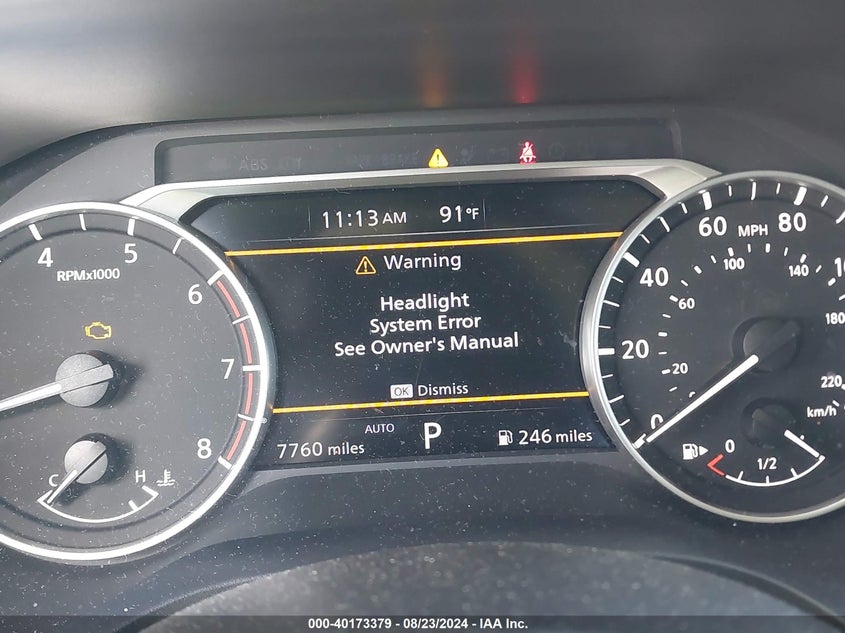 ABS
11:13 AM 91°F
Warning
Headlight
System Error
See Owner's Manual
OK Dismiss
AUTO
7760 miles P 246 miles
4 5 6 7 8
RPMx1000
C H
0 20 40 60 80
MPH
20 60 100 140 180 220
km/h
0 1/2
000-40173379 - 08/23/2024 - IAA Inc.